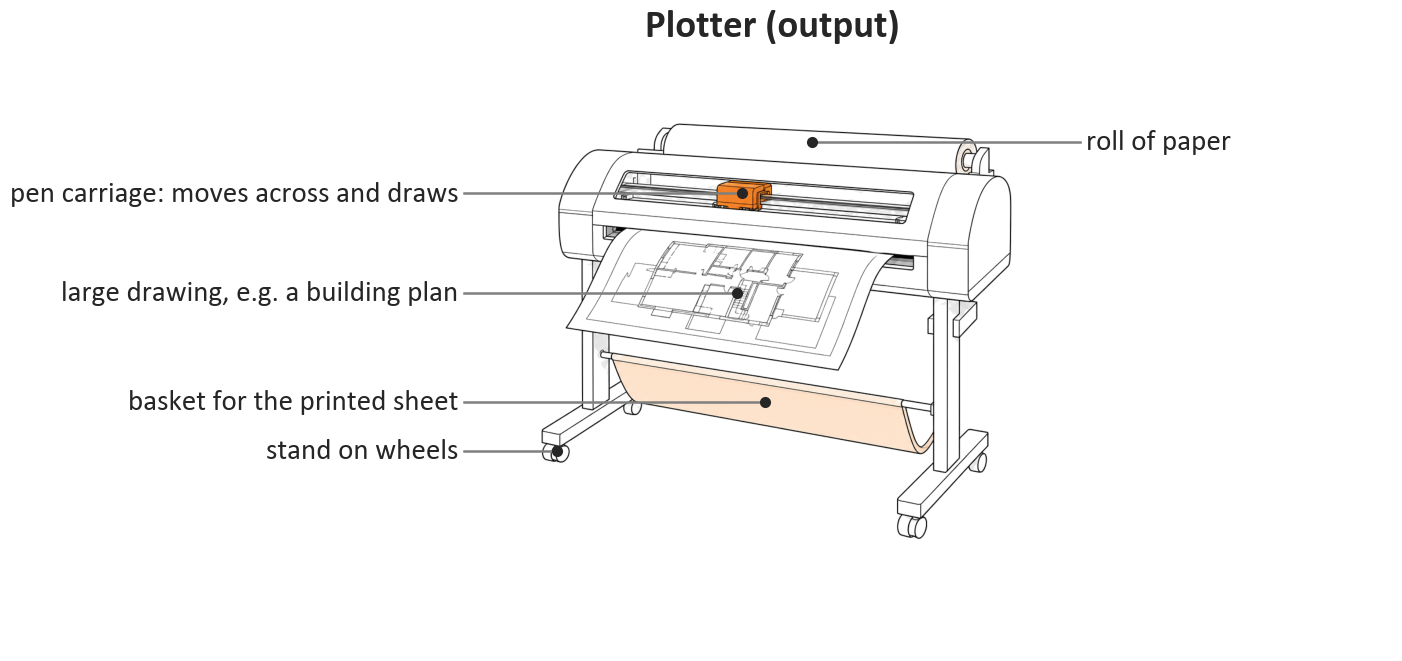 Plotter (output)
roll of paper
pen carriage: moves across and draws
large drawing, e.g. a building plan
basket for the printed sheet
stand on wheels